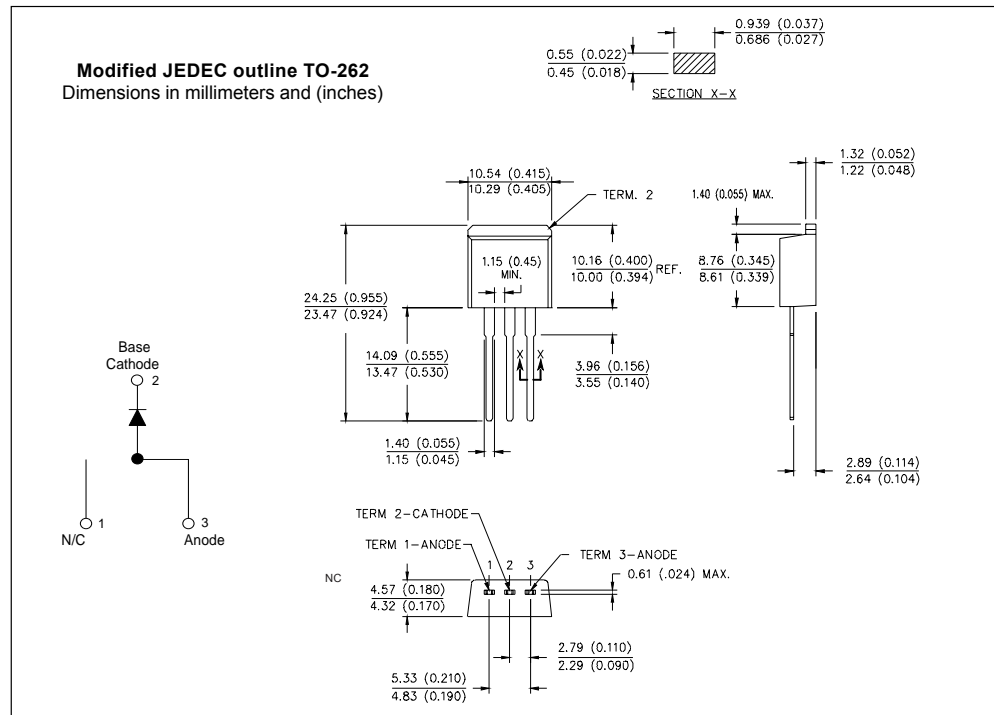 0.939 (0.037)
0.686 (0.027)
0.55 (0.022)
0.45 (0.018)
SECTION X-X
Modified JEDEC outline TO-262
Dimensions in millimeters and (inches)
1.32 (0.052)
1.22 (0.048)
10.54 (0.415)
10.29 (0.405)
TERM. 2
1.40 (0.055) MAX.
1.15 (0.45)
MIN.
10.16 (0.400)
10.00 (0.394)
REF.
8.76 (0.345)
8.61 (0.339)
24.25 (0.955)
23.47 (0.924)
14.09 (0.555)
13.47 (0.530)
X X
3.96 (0.156)
3.55 (0.140)
Base
Cathode
2
1.40 (0.055)
1.15 (0.045)
2.89 (0.114)
2.64 (0.104)
1
N/C
3
Anode
TERM 2-CATHODE
TERM 1-ANODE
1 2 3
TERM 3-ANODE
NC
0.61 (.024) MAX.
4.57 (0.180)
4.32 (0.170)
2.79 (0.110)
2.29 (0.090)
5.33 (0.210)
4.83 (0.190)